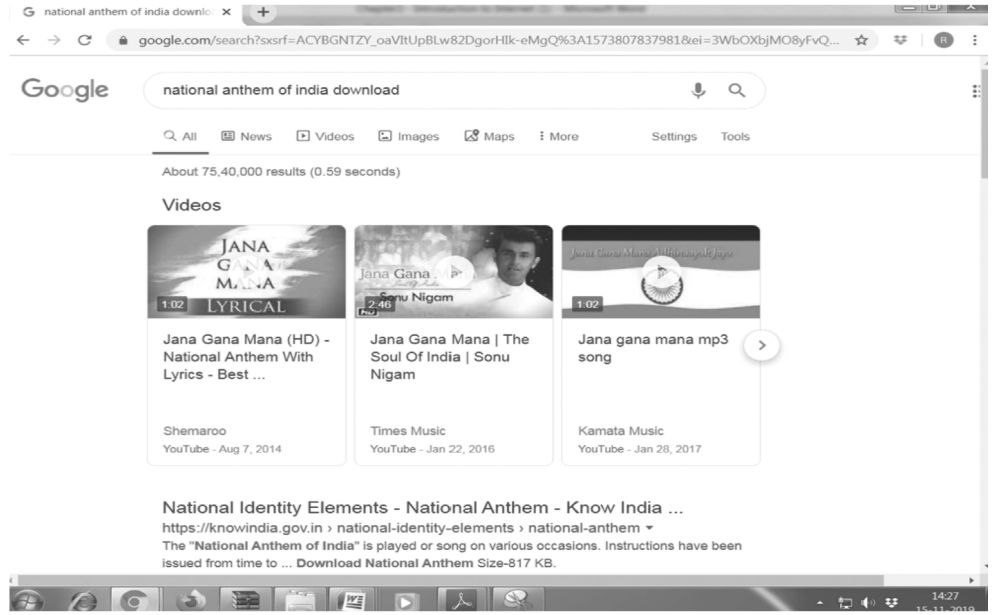 national anthem of india downlo
google.com/search?sxsrf=ACYBGNTZY_oaVItUpBLw82DgorHIk-eMgQ%3A1573807837981&ei=3WbOXbjMO8yFvQ...
R
Google
national anthem of india download
All News Videos Images Maps More Settings Tools
About 75,40,000 results (0.59 seconds)
Videos
JANA
GANA
MANA
1:02 LYRICAL
Jana Gana
Sonu Nigam
2:46
HD
1:02
Jana Gana Mana (HD) -
National Anthem With
Lyrics - Best ...
Shemaroo
YouTube - Aug 7, 2014
Jana Gana Mana | The
Soul Of India | Sonu
Nigam
Times Music
YouTube - Jan 22, 2016
Jana gana mana mp3
song
Kamata Music
YouTube - Jan 28, 2017
National Identity Elements - National Anthem - Know India ...
https://knowindia.gov.in › national-identity-elements › national-anthem
The "National Anthem of India" is played or song on various occasions. Instructions have been
issued from time to ... Download National Anthem Size-817 KB.
14:27
15-11-2019